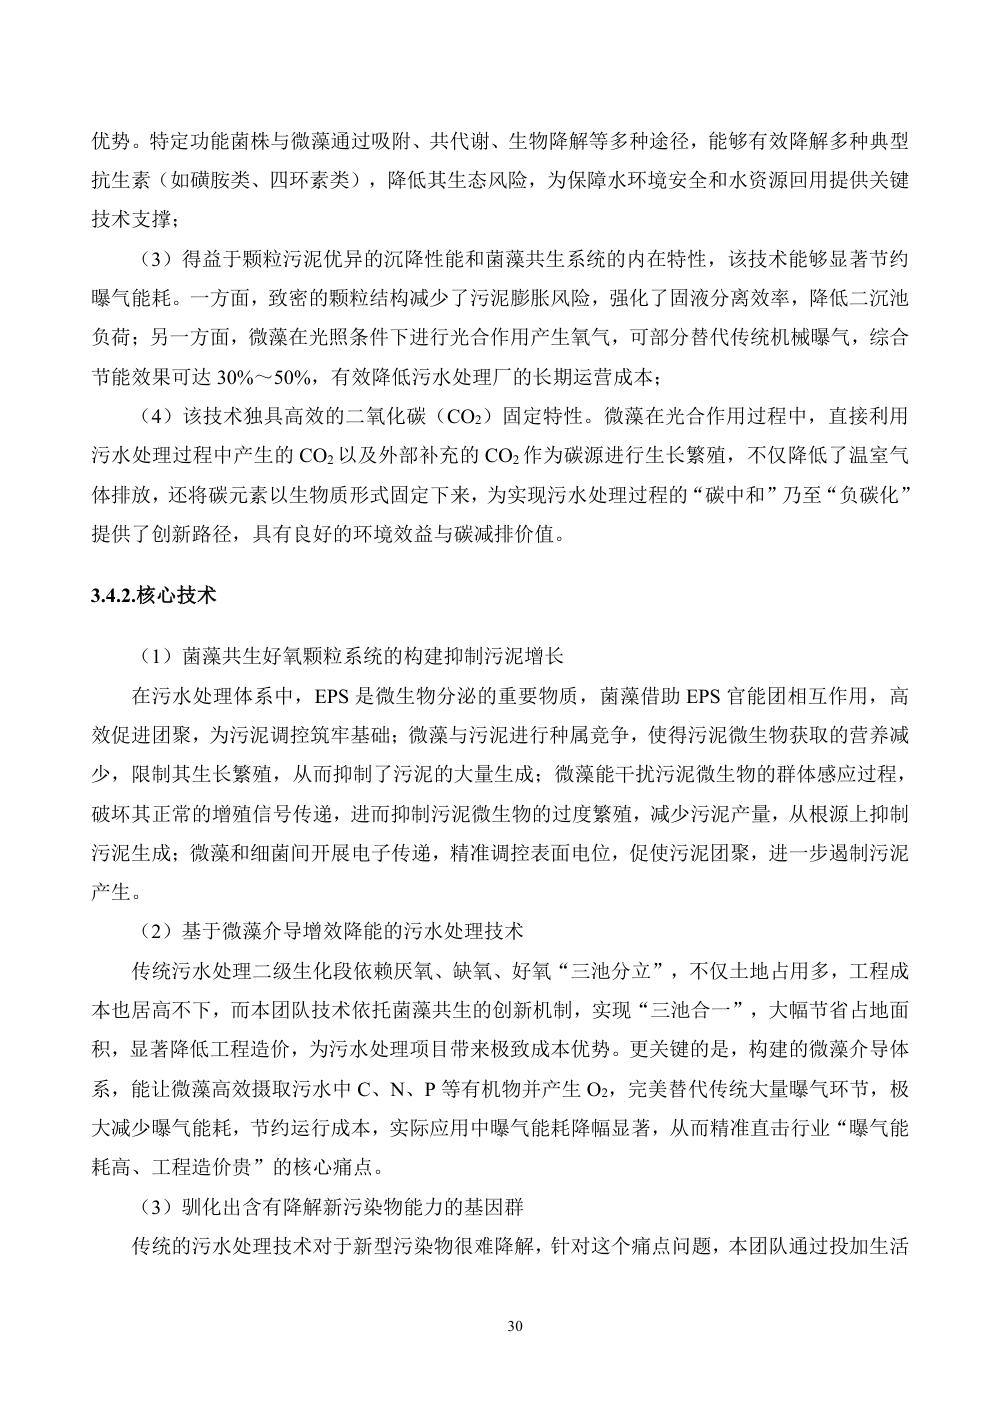 优势。特定功能菌株与微藻通过吸附、共代谢、生物降解等多种途径，能够有效降解多种典型
抗生素（如磺胺类、四环素类），降低其生态风险，为保障水环境安全和水资源回用提供关键
技术支撑；
（3）得益于颗粒污泥优异的沉降性能和菌藻共生系统的内在特性，该技术能够显著节约
曝气能耗。一方面，致密的颗粒结构减少了污泥膨胀风险，强化了固液分离效率，降低二沉池
负荷；另一方面，微藻在光照条件下进行光合作用产生氧气，可部分替代传统机械曝气，综合
节能效果可达 30%～50%，有效降低污水处理厂的长期运营成本；
（4）该技术独具高效的二氧化碳（CO₂）固定特性。微藻在光合作用过程中，直接利用
污水处理过程中产生的 CO₂ 以及外部补充的 CO₂ 作为碳源进行生长繁殖，不仅降低了温室气
体排放，还将碳元素以生物质形式固定下来，为实现污水处理过程的“碳中和”乃至“负碳化”
提供了创新路径，具有良好的环境效益与碳减排价值。
3.4.2.核心技术
（1）菌藻共生好氧颗粒系统的构建抑制污泥增长
在污水处理体系中，EPS 是微生物分泌的重要物质，菌藻借助 EPS 官能团相互作用，高
效促进团聚，为污泥调控筑牢基础；微藻与污泥进行种属竞争，使得污泥微生物获取的营养减
少，限制其生长繁殖，从而抑制了污泥的大量生成；微藻能干扰污泥微生物的群体感应过程，
破坏其正常的增殖信号传递，进而抑制污泥微生物的过度繁殖，减少污泥产量，从根源上抑制
污泥生成；微藻和细菌间开展电子传递，精准调控表面电位，促使污泥团聚，进一步遏制污泥
产生。
（2）基于微藻介导增效降能的污水处理技术
传统污水处理二级生化段依赖厌氧、缺氧、好氧“三池分立”，不仅土地占用多，工程成
本也居高不下，而本团队技术依托菌藻共生的创新机制，实现“三池合一”，大幅节省占地面
积，显著降低工程造价，为污水处理项目带来极致成本优势。更关键的是，构建的微藻介导体
系，能让微藻高效摄取污水中 C、N、P 等有机物并产生 O₂，完美替代传统大量曝气环节，极
大减少曝气能耗，节约运行成本，实际应用中曝气能耗降幅显著，从而精准直击行业“曝气能
耗高、工程造价贵”的核心痛点。
（3）驯化出含有降解新污染物能力的基因群
传统的污水处理技术对于新型污染物很难降解，针对这个痛点问题，本团队通过投加生活
30